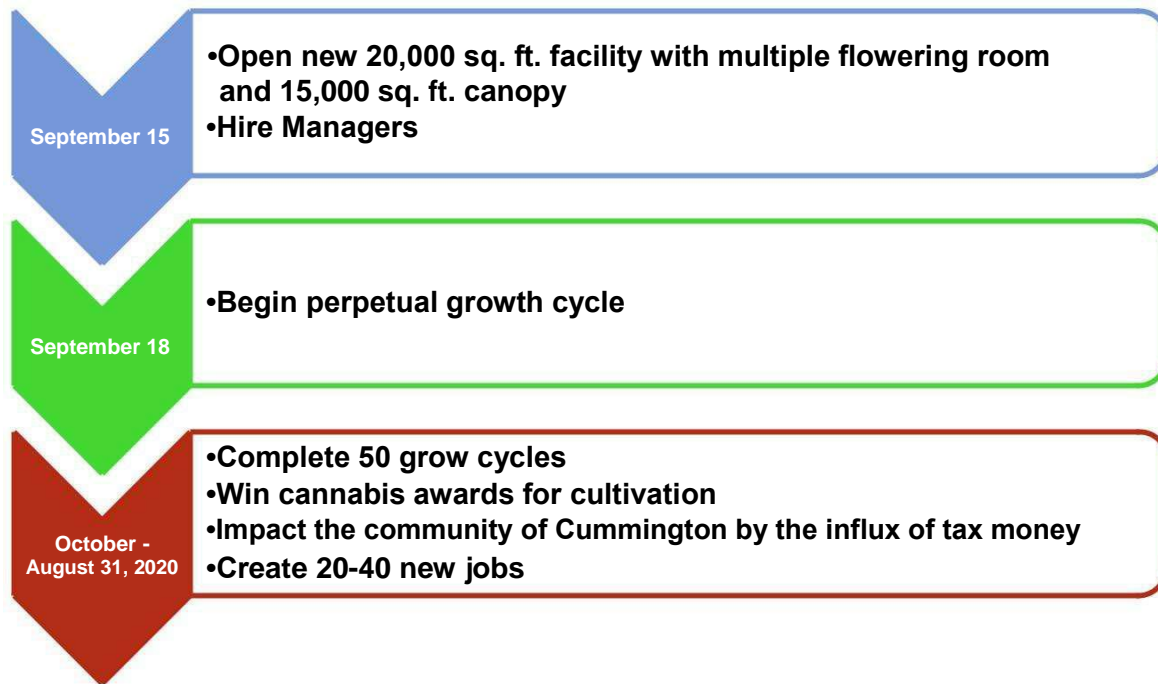 September 15
•Open new 20,000 sq. ft. facility with multiple flowering room
and 15,000 sq. ft. canopy
•Hire Managers
September 18
•Begin perpetual growth cycle
October -
August 31, 2020
•Complete 50 grow cycles
•Win cannabis awards for cultivation
•Impact the community of Cummington by the influx of tax money
•Create 20-40 new jobs